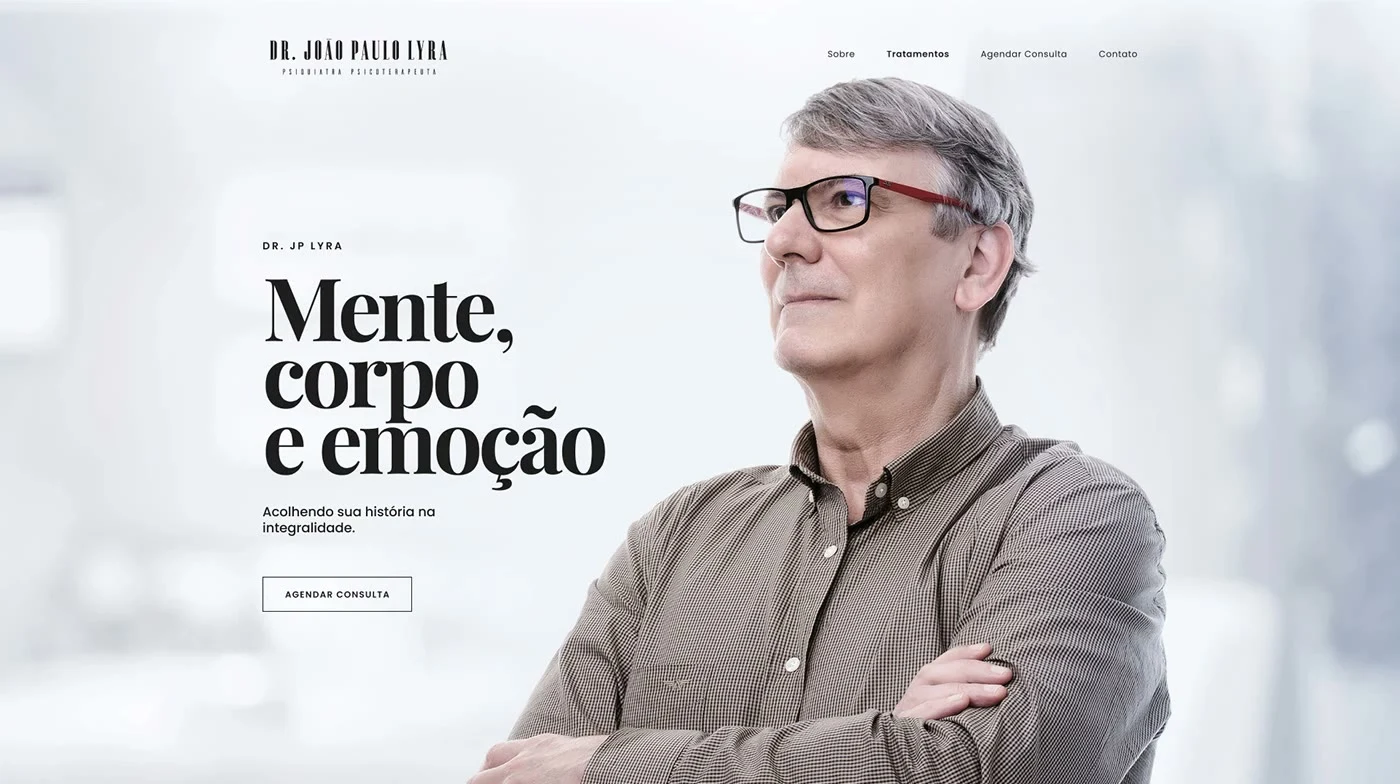 DR. JOÃO PAULO LYRA
PSIQUIATRA PSICOTERAPEUTA
Sobre
Tratamentos
Agendar Consulta
Contato
DR. JP LYRA
Mente,
corpo
e emoção
Acolhendo sua história na
integralidade.
AGENDAR CONSULTA